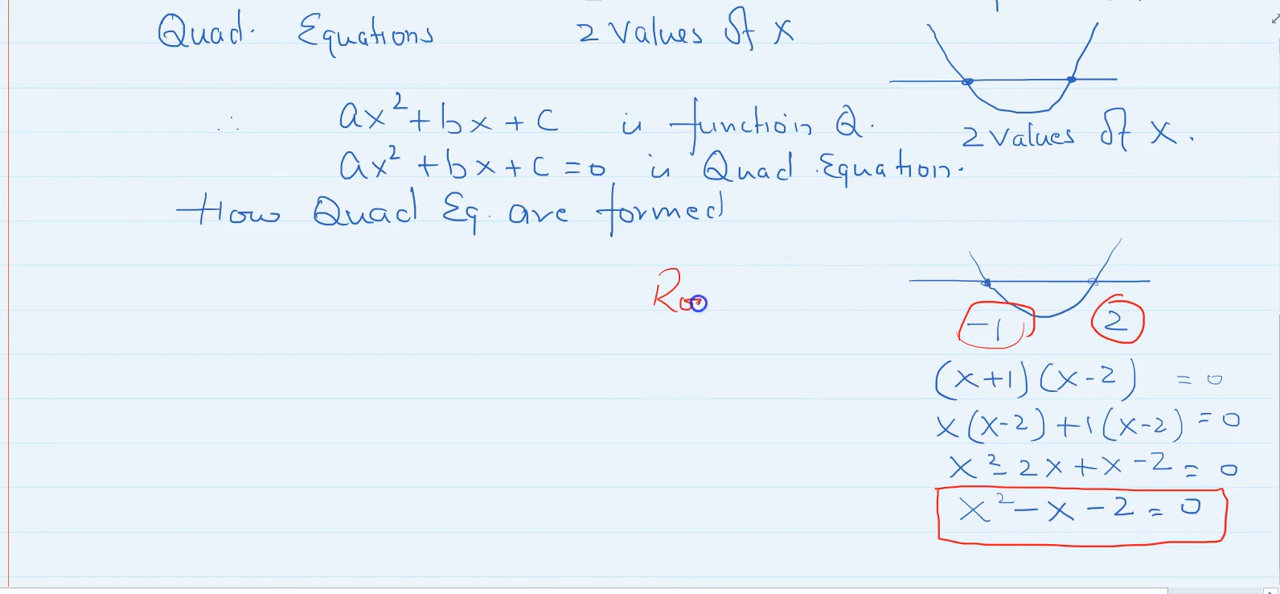 Quad. Equations 2 values of x
∴ ax² + bx + c is function Q.
2 values of x.
ax² + bx + c = 0 is Quad Equation.
How Quad Eq. are formed
Roo
-1 2
(x+1)(x-2) = 0
x(x-2)+1(x-2) = 0
x²-2x+x-2 = 0
x²-x-2 = 0